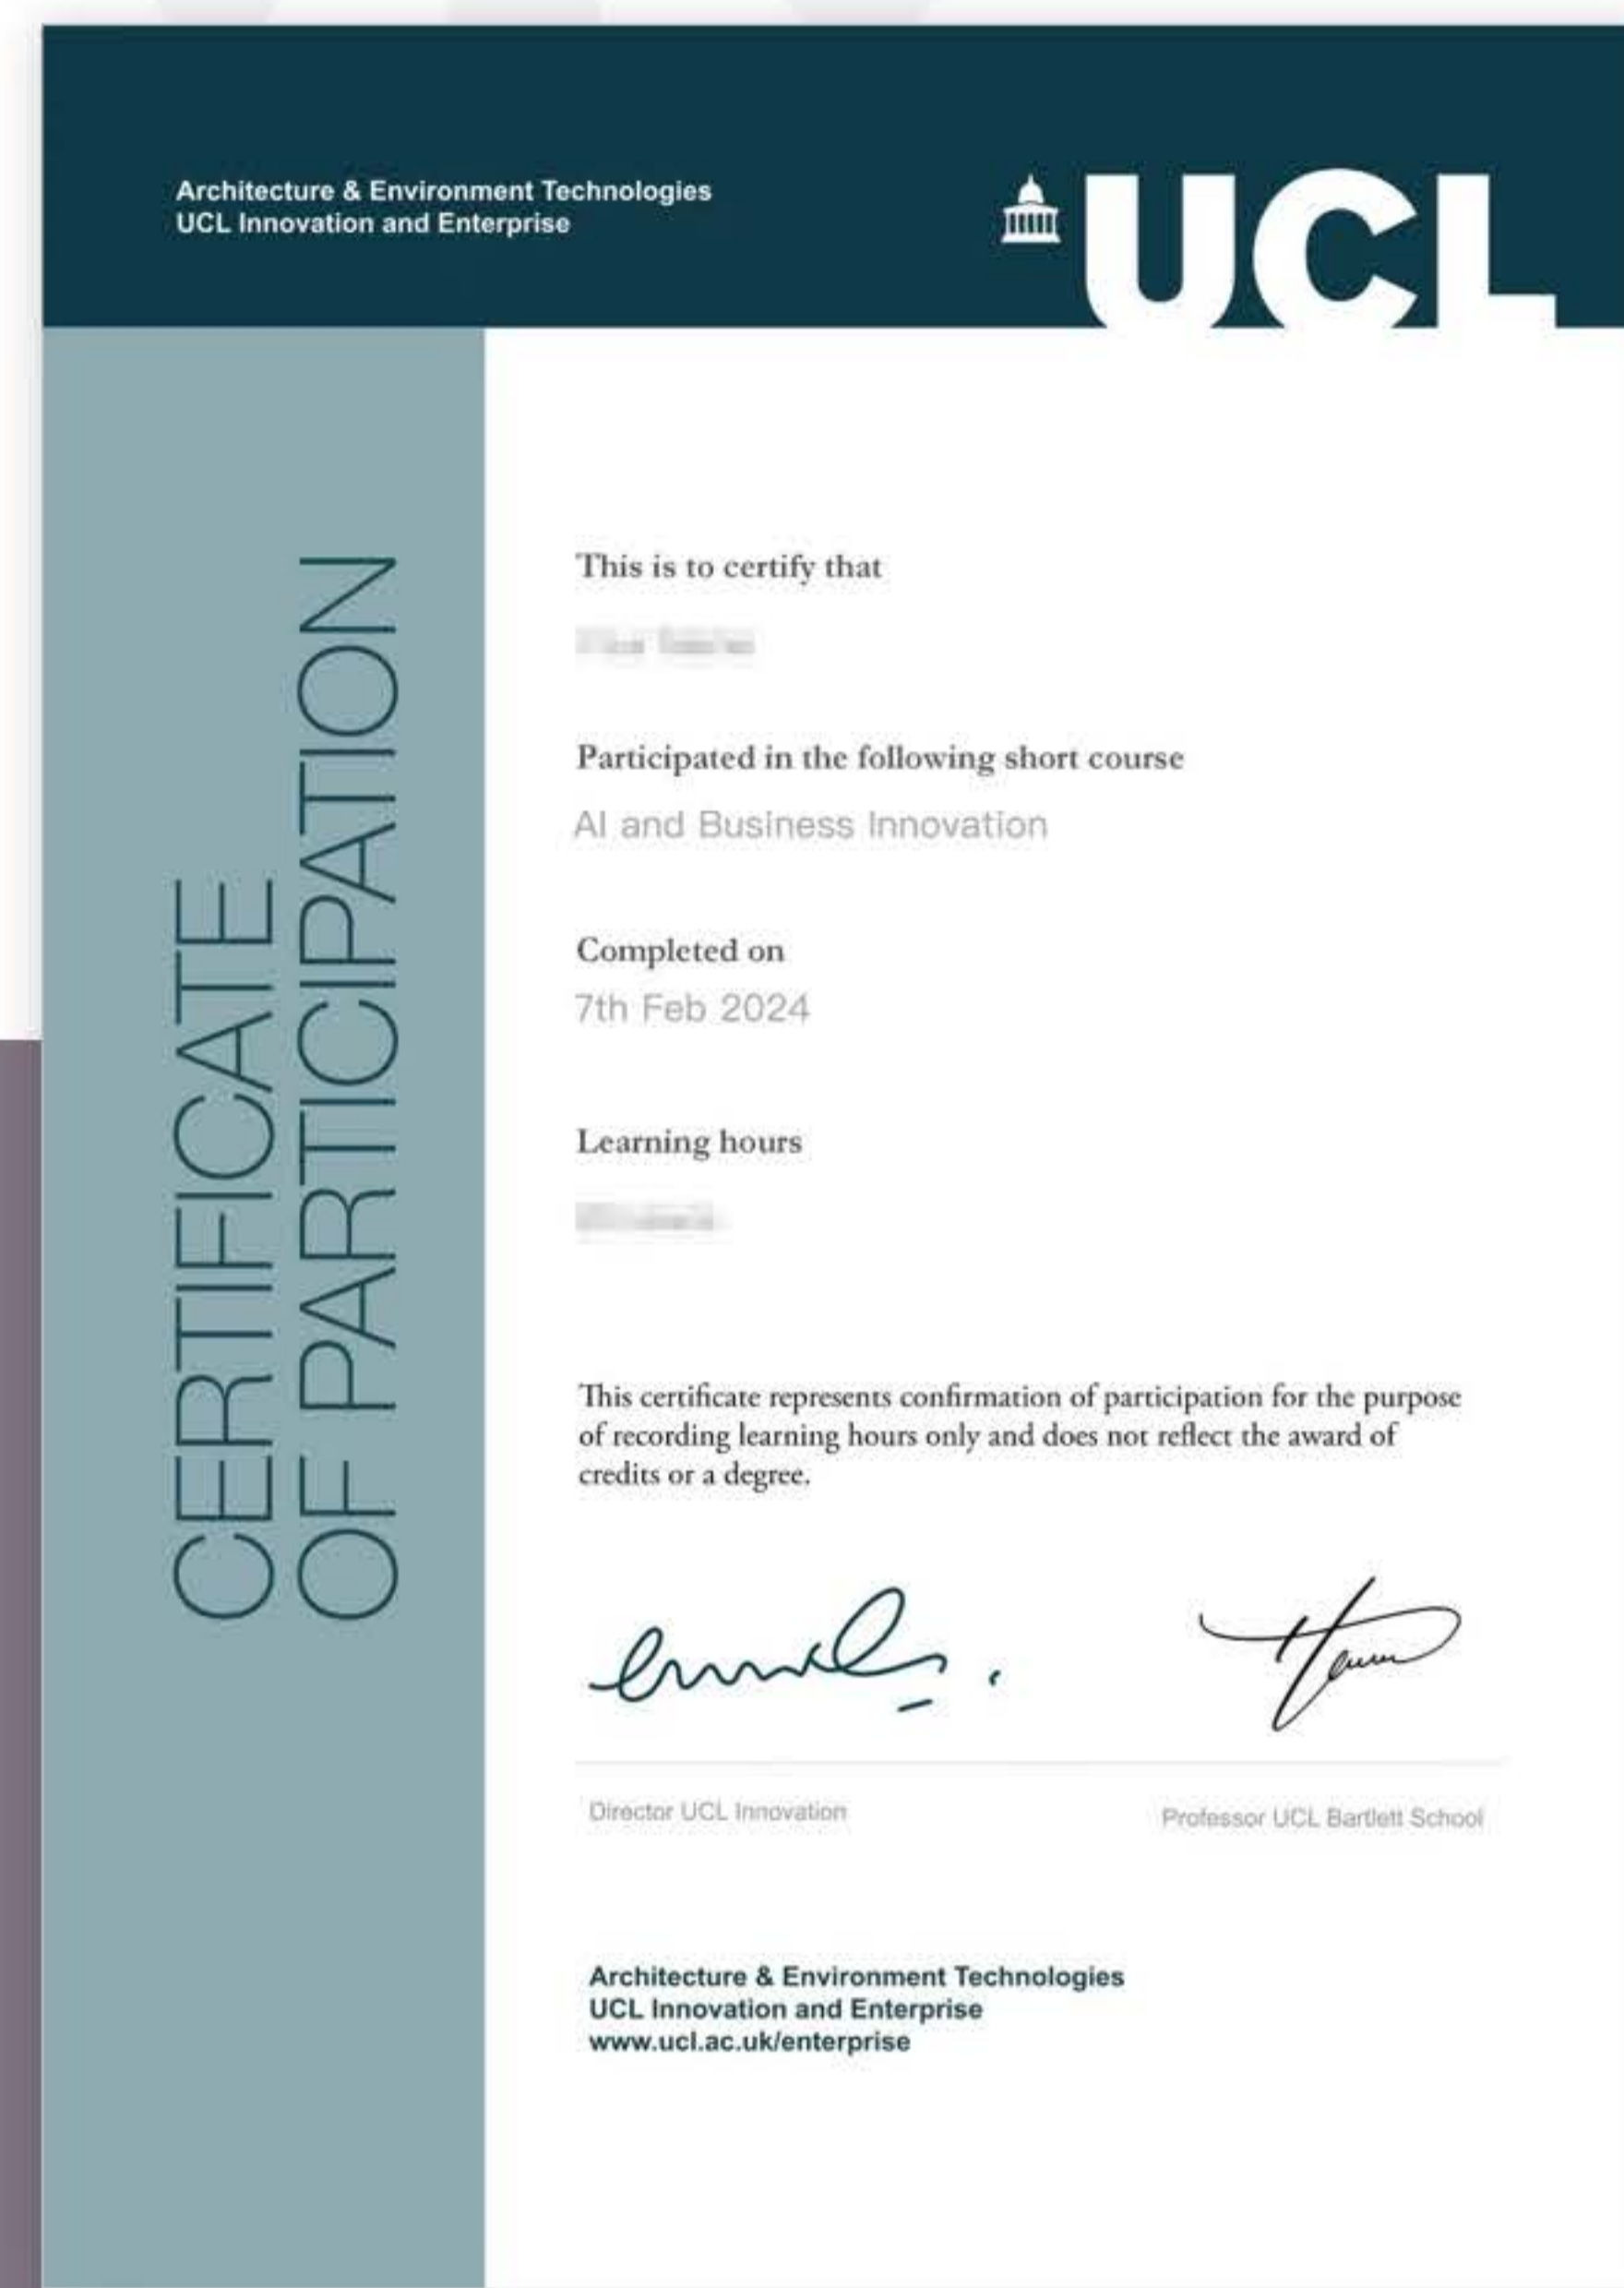 Architecture & Environment Technologies
UCL Innovation and Enterprise
UCL
CERTIFICATE
OF PARTICIPATION
This is to certify that
Participated in the following short course
AI and Business Innovation
Completed on
7th Feb 2024
Learning hours
This certificate represents confirmation of participation for the purpose
of recording learning hours only and does not reflect the award of
credits or a degree.
Director UCL Innovation
Professor UCL Bartlett School
Architecture & Environment Technologies
UCL Innovation and Enterprise
www.ucl.ac.uk/enterprise